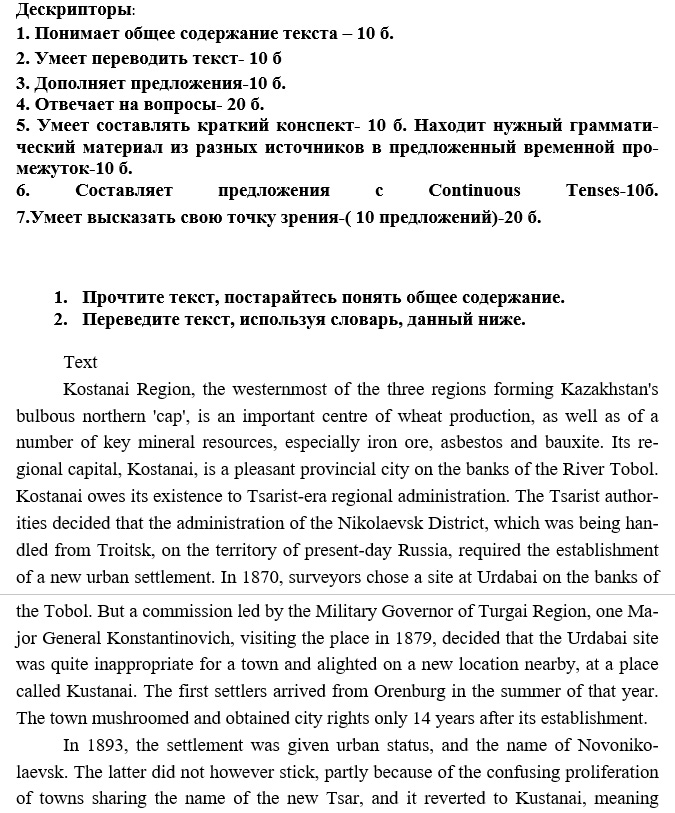 Дескрипторы:
1. Понимает общее содержание текста – 10 б.
2. Умеет переводить текст- 10 б
3. Дополняет предложения-10 б.
4. Отвечает на вопросы- 20 б.
5. Умеет составлять краткий конспект- 10 б. Находит нужный граммати-
ческий материал из разных источников в предложенный временной про-
межуток-10 б.
6. Составляет предложения с Continuous Tenses-10б.
7.Умеет высказать свою точку зрения-( 10 предложений)-20 б.
1. Прочтите текст, постарайтесь понять общее содержание.
2. Переведите текст, используя словарь, данный ниже.
Text
Kostanai Region, the westernmost of the three regions forming Kazakhstan's
bulbous northern 'cap', is an important centre of wheat production, as well as of a
number of key mineral resources, especially iron ore, asbestos and bauxite. Its re-
gional capital, Kostanai, is a pleasant provincial city on the banks of the River Tobol.
Kostanai owes its existence to Tsarist-era regional administration. The Tsarist author-
ities decided that the administration of the Nikolaevsk District, which was being han-
dled from Troitsk, on the territory of present-day Russia, required the establishment
of a new urban settlement. In 1870, surveyors chose a site at Urdabai on the banks of
the Tobol. But a commission led by the Military Governor of Turgai Region, one Ma-
jor General Konstantinovich, visiting the place in 1879, decided that the Urdabai site
was quite inappropriate for a town and alighted on a new location nearby, at a place
called Kustanai. The first settlers arrived from Orenburg in the summer of that year.
The town mushroomed and obtained city rights only 14 years after its establishment.
In 1893, the settlement was given urban status, and the name of Novoniko-
laevsk. The latter did not however stick, partly because of the confusing proliferation
of towns sharing the name of the new Tsar, and it reverted to Kustanai, meaning